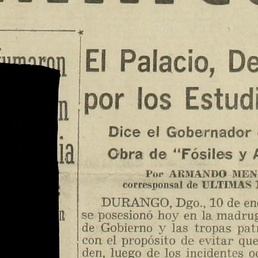 El Palacio, De
por los Estudi
Dice el Gobernador
Obra de "Fósiles y A
Por ARMANDO MEN
corresponsal de ULTIMAS
DURANGO, Dgo., 10 de ene
se posesionó hoy en la madrug
de Gobierno y las tropas patr
con el propósito de evitar que
den, luego de los incidentes oc